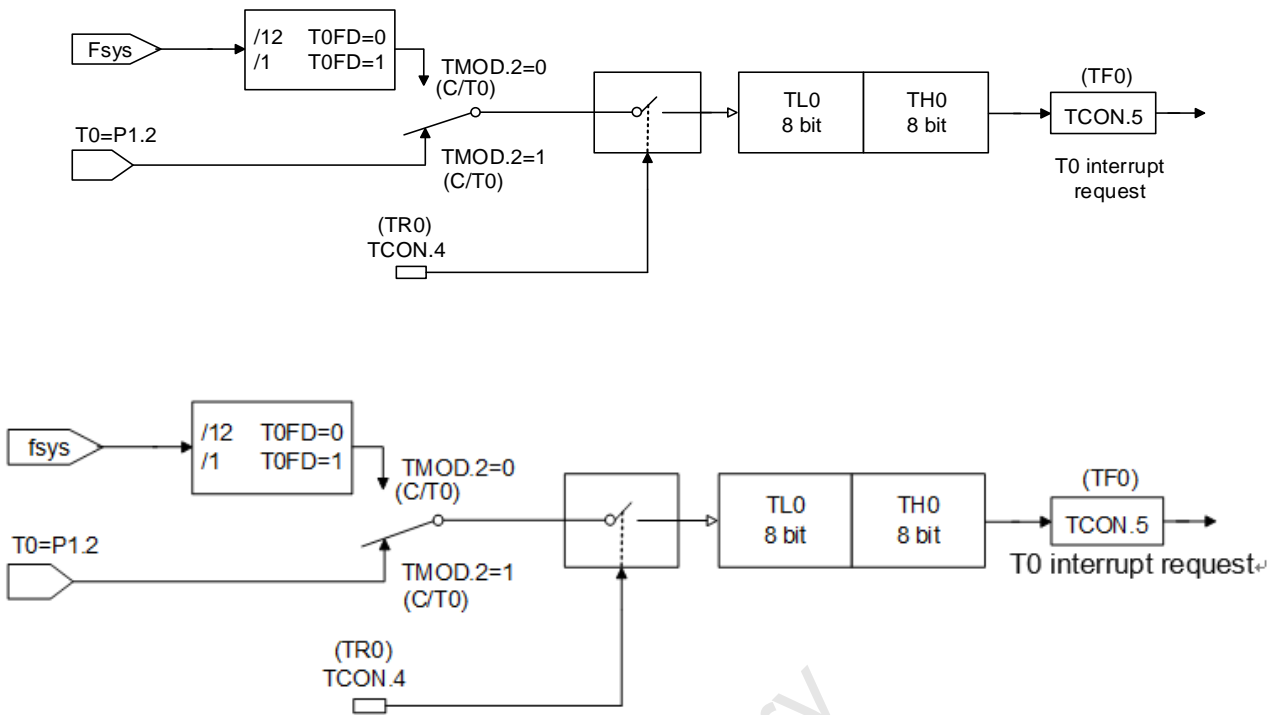 Fsys
/12 T0FD=0
/1 T0FD=1
TMOD.2=0
(C/T0)
T0=P1.2
TMOD.2=1
(C/T0)
(TR0)
TCON.4
TL0
8 bit
TH0
8 bit
(TF0)
TCON.5
T0 interrupt
request
fsys
/12 T0FD=0
/1 T0FD=1
TMOD.2=0
(C/T0)
T0=P1.2
TMOD.2=1
(C/T0)
(TR0)
TCON.4
TL0
8 bit
TH0
8 bit
(TF0)
TCON.5
T0 interrupt request